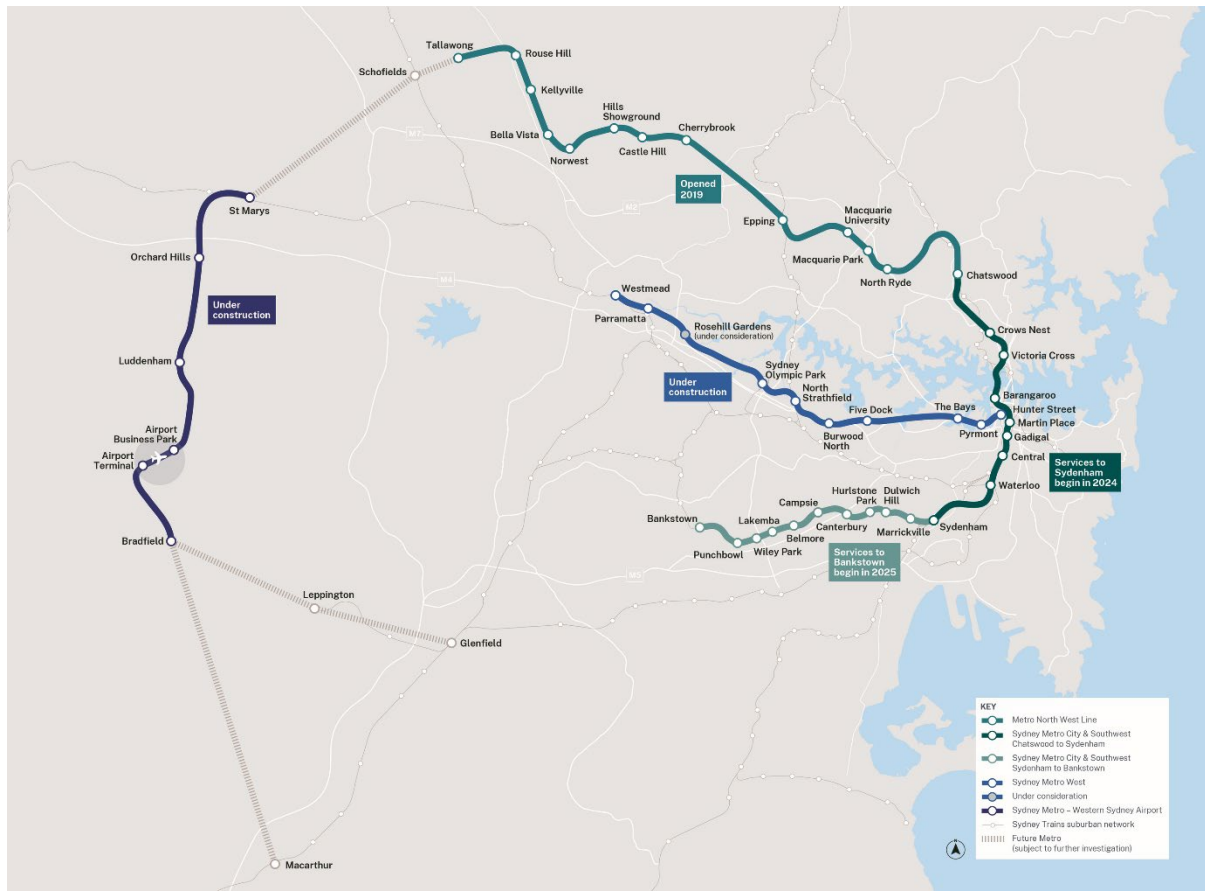 Tallawong
Rouse Hill
Schofields
Kellyville
Hills
Showground
Bella Vista
Cherrybrook
M7
Norwest
Castle Hill
Opened
2019
St Marys
M2
Epping
Macquarie
University
Orchard Hills
Macquarie Park
North Ryde
Chatswood
M4
Under
construction
Westmead
Parramatta
Rosehill Gardens
(under consideration)
Crows Nest
Victoria Cross
Luddenham
Under
construction
Sydney
Olympic Park
North
Strathfield
Barangaroo
Five Dock
The Bays
Hunter Street
Martin Place
Burwood
North
Pyrmont
Gadigal
Airport
Business Park
Airport
Terminal
Central
Services to
Sydenham
begin in 2024
Waterloo
Campsie
Hurlstone
Park
Dulwich
Hill
Bankstown
Lakemba
Canterbury
Marrickville
Sydenham
Belmore
Punchbowl
Wiley Park
Bradfield
Services to
Bankstown
begin in 2025
M5
Leppington
Glenfield
Macarthur
KEY
Metro North West Line
Sydney Metro City & Southwest
Chatswood to Sydenham
Sydney Metro City & Southwest
Sydenham to Bankstown
Sydney Metro West
Under consideration
Sydney Metro – Western Sydney Airport
Sydney Trains suburban network
Future Metro
(subject to further investigation)